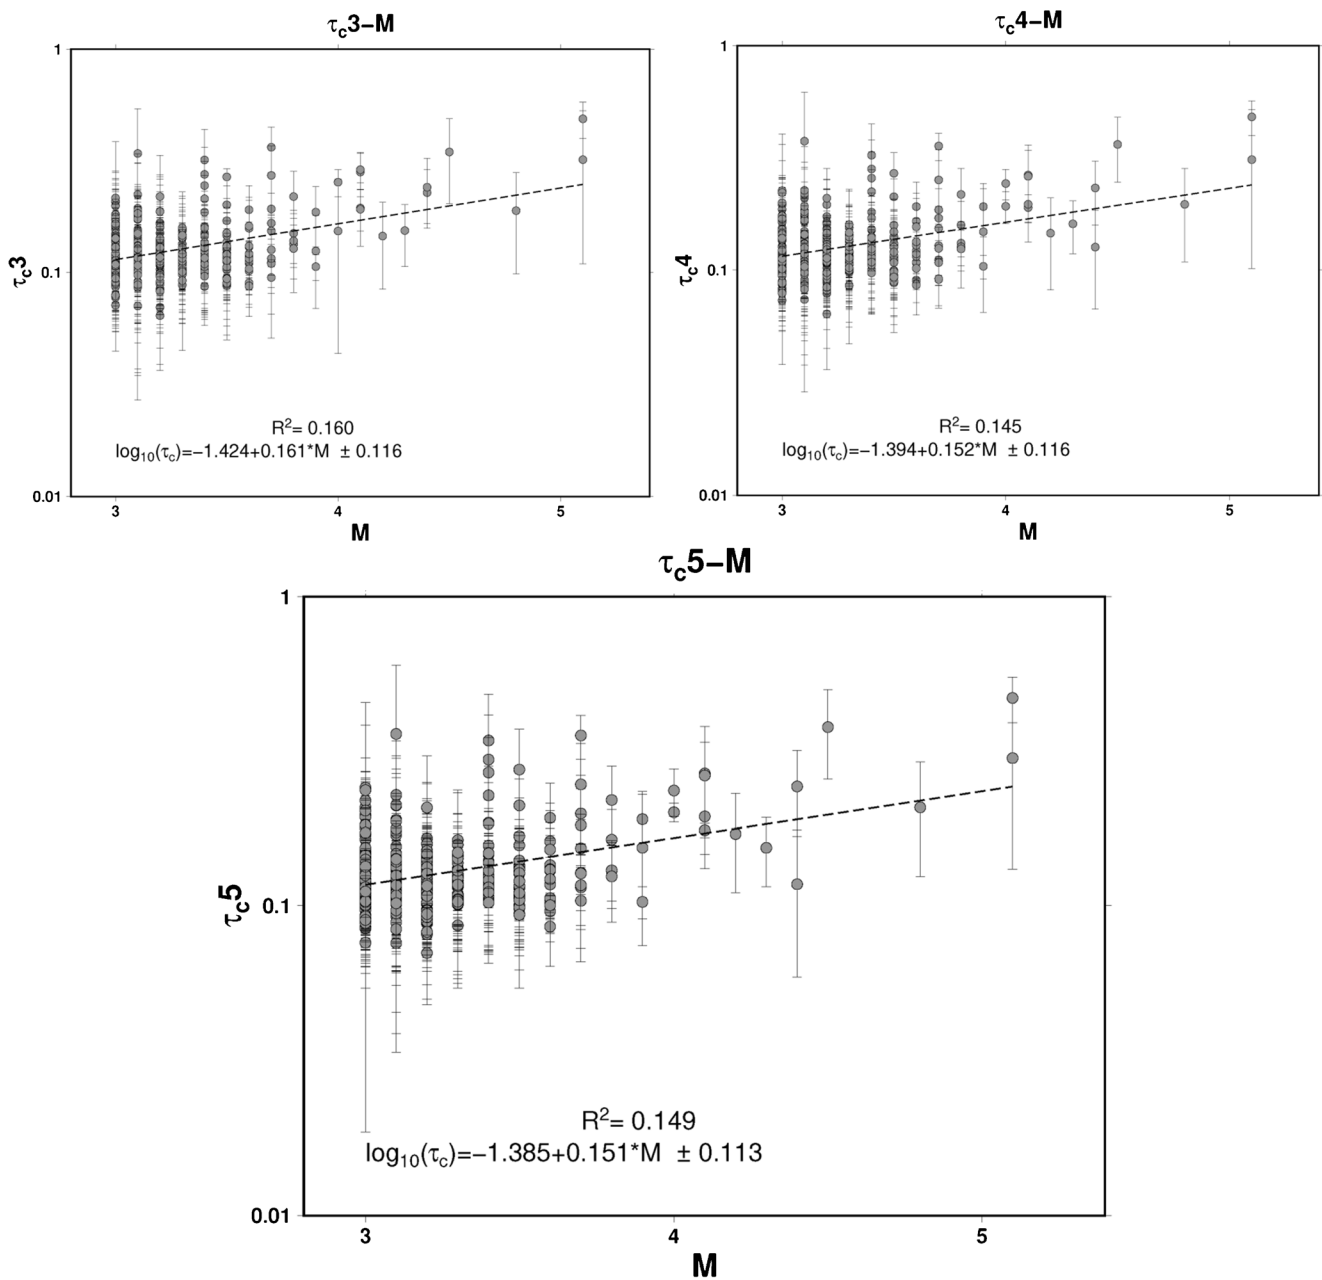 τc3−M
1
τc3
0.1
R²= 0.160
log₁₀(τc)=−1.424+0.161*M ± 0.116
0.01
3 4 5
M
τc4−M
1
τc4
0.1
R²= 0.145
log₁₀(τc)=−1.394+0.152*M ± 0.116
0.01
3 4 5
M
τc5−M
1
τc5
0.1
R²= 0.149
log₁₀(τc)=−1.385+0.151*M ± 0.113
0.01
3 4 5
M